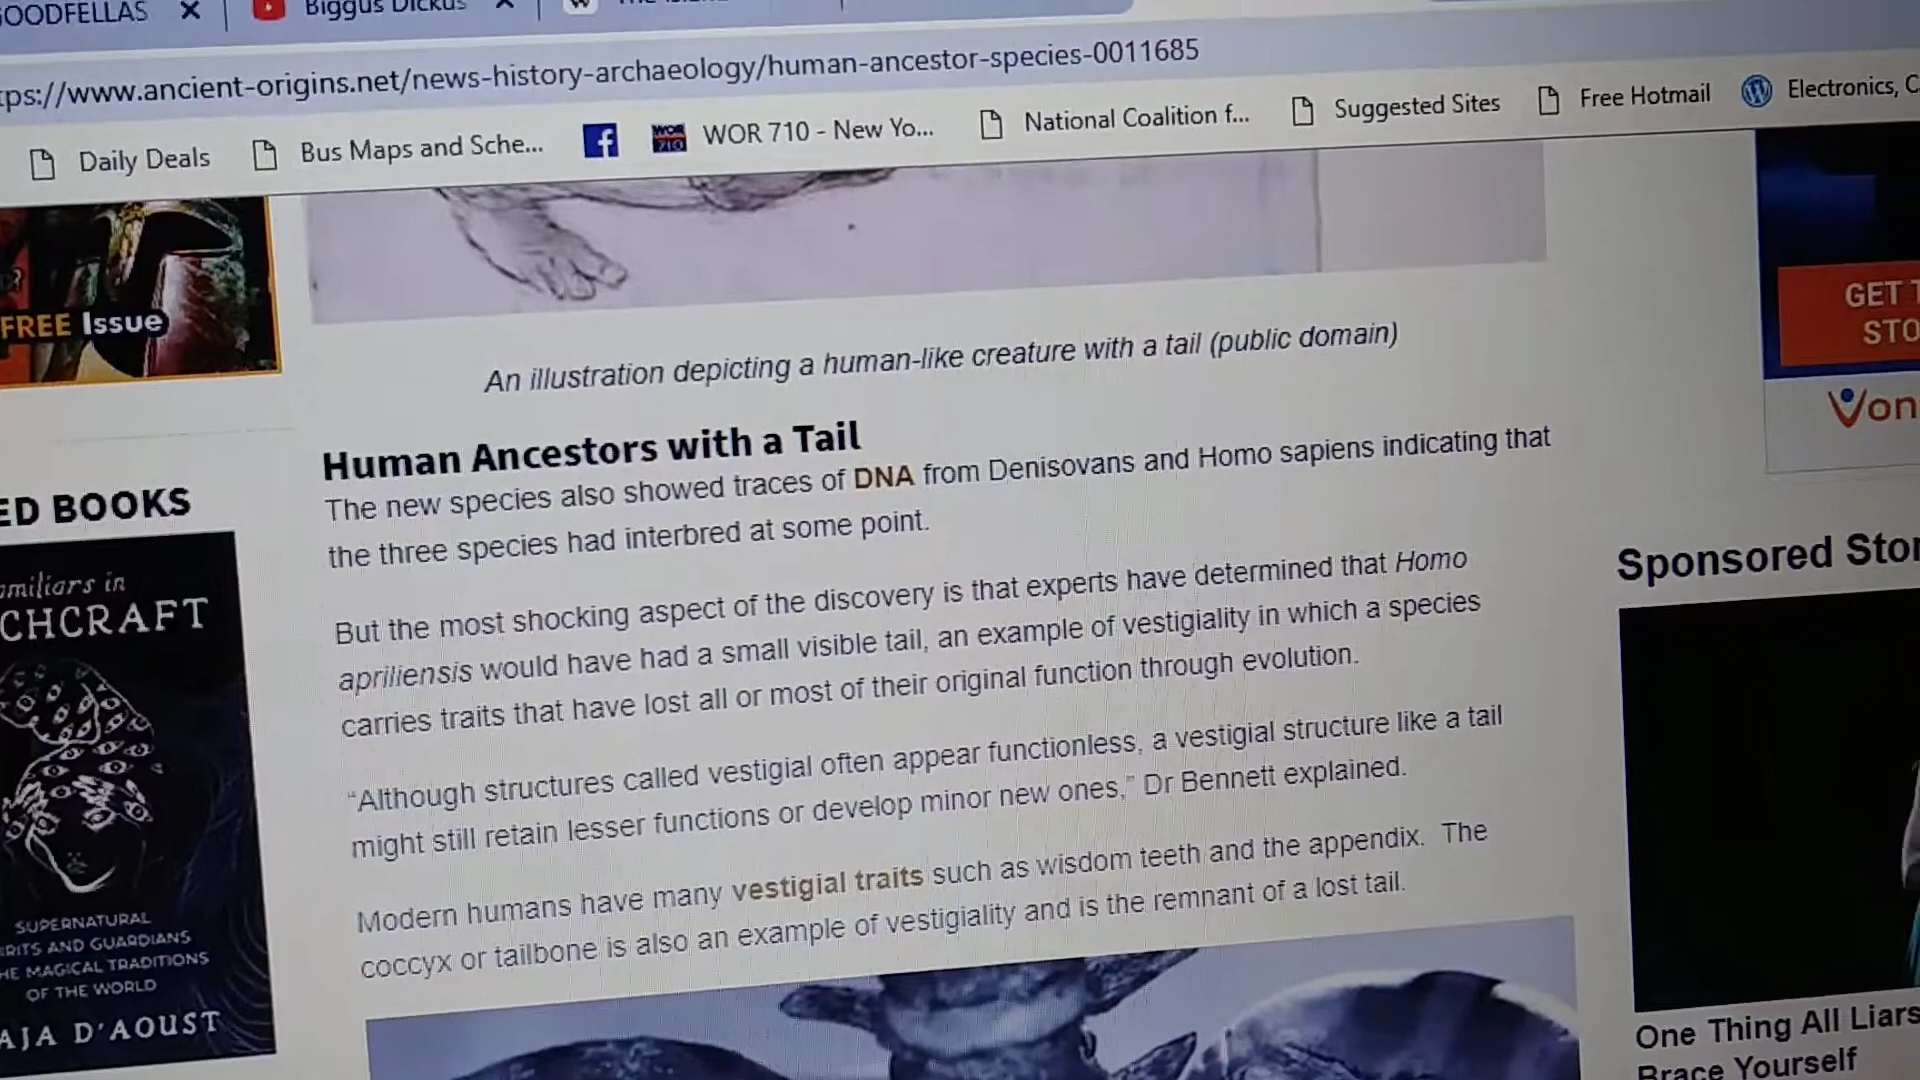 GOODFELLAS
Biggus Dickus
tps://www.ancient-origins.net/news-history-archaeology/human-ancestor-species-0011685
Daily Deals
Bus Maps and Sche...
WOR 710 - New Yo...
National Coalition f...
Suggested Sites
Free Hotmail
Electronics, C
WOR
710
FREE Issue
GET T
STO
Von
An illustration depicting a human-like creature with a tail (public domain)
Human Ancestors with a Tail
The new species also showed traces of DNA from Denisovans and Homo sapiens indicating that
the three species had interbred at some point.
But the most shocking aspect of the discovery is that experts have determined that Homo
apriliensis would have had a small visible tail, an example of vestigiality in which a species
carries traits that have lost all or most of their original function through evolution.
“Although structures called vestigial often appear functionless, a vestigial structure like a tail
might still retain lesser functions or develop minor new ones,” Dr Bennett explained.
Modern humans have many vestigial traits such as wisdom teeth and the appendix. The
coccyx or tailbone is also an example of vestigiality and is the remnant of a lost tail.
ED BOOKS
amiliars in
CHCRAFT
SUPERNATURAL
RITS AND GUARDIANS
HE MAGICAL TRADITIONS
OF THE WORLD
AJA D'AOUST
Sponsored Stor
One Thing All Liars
Brace Yourself